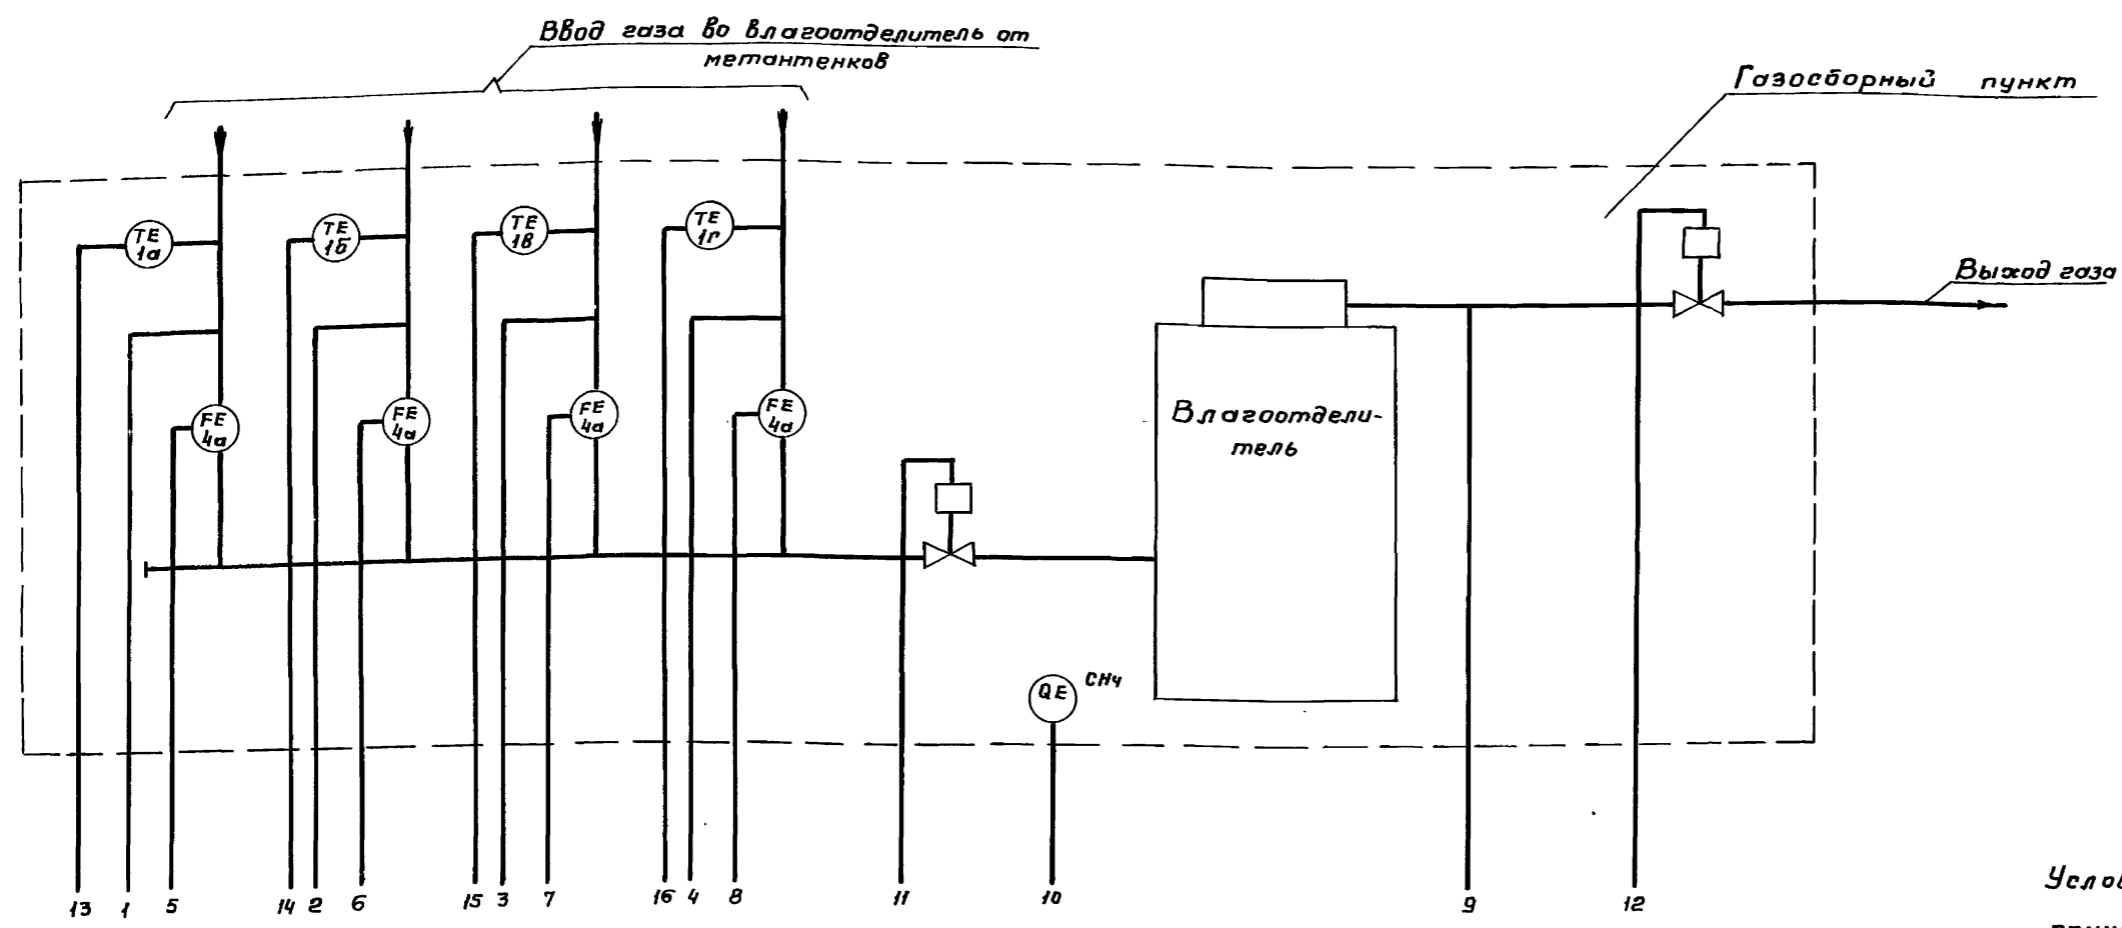 Ввод газа во влагоотделитель от
метантенков
Газосборный пункт
TE
1а
TE
1б
TE
1в
TE
1г
Выход газа
FE
4а
FE
4а
FE
4а
FE
4а
Влагоотдели-
тель
QE
CH4
13 1 5 14 2 6 15 3 7 16 4 8 11 10 9 12